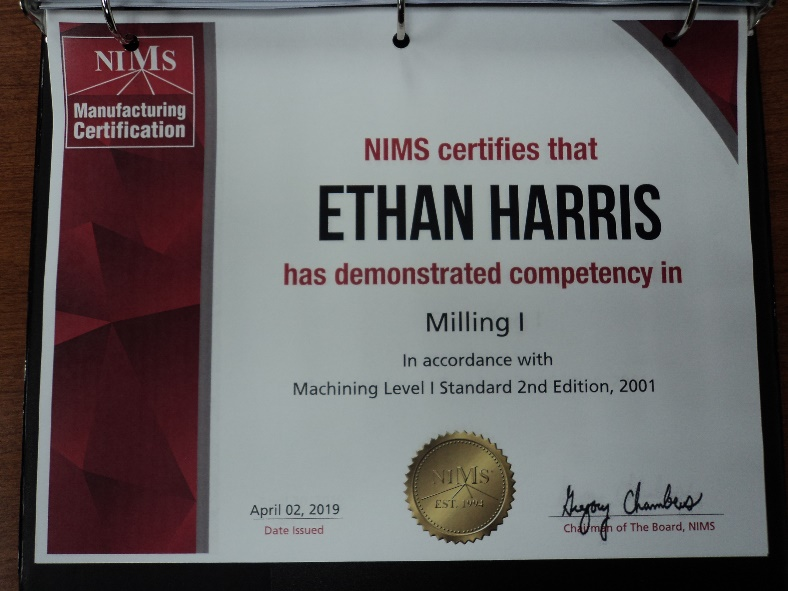 NIMS
Manufacturing
Certification
NIMS certifies that
ETHAN HARRIS
has demonstrated competency in
Milling I
In accordance with
Machining Level I Standard 2nd Edition, 2001
NIMS
EST. 1994
April 02, 2019
Date Issued
Gregory Chambers
Chairman of The Board, NIMS